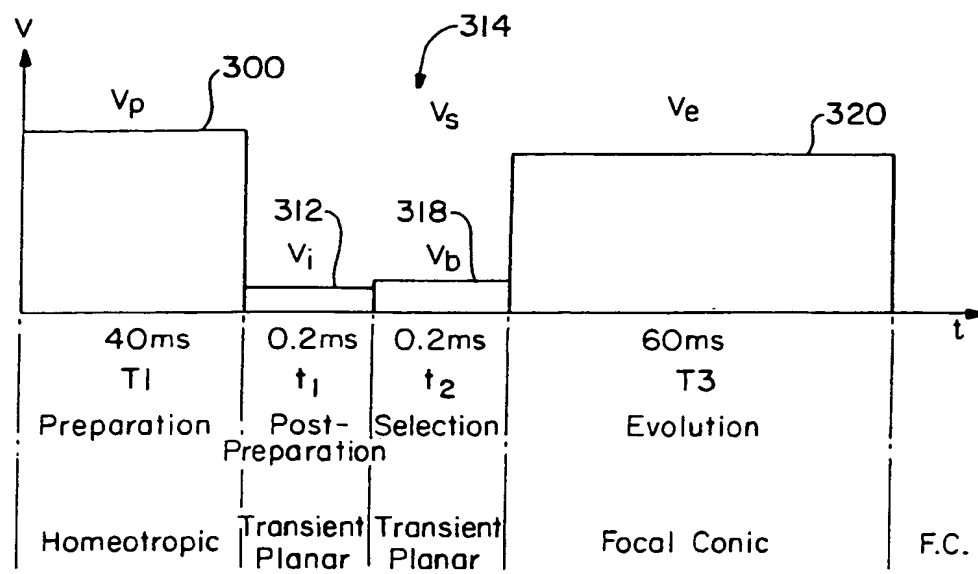 V
314
300
Vp
Vs
Ve
320
312
318
Vi
Vb
t
40ms
0.2ms
0.2ms
60ms
T1
t1
t2
T3
Preparation
Post-
Preparation
Selection
Evolution
Homeotropic
Transient
Planar
Transient
Planar
Focal Conic
F.C.